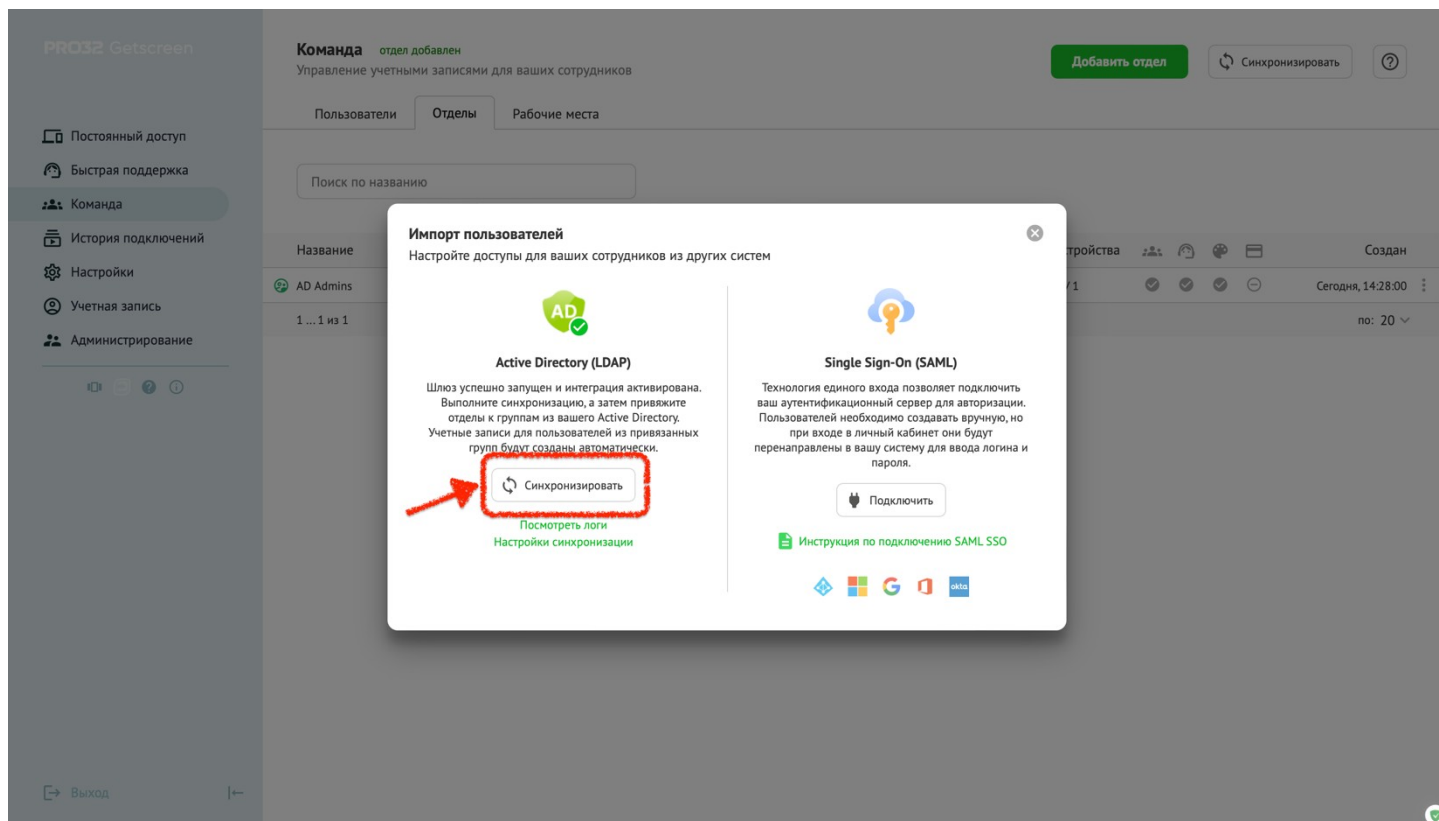 PRO32 Getscreen
Команда отдел добавлен
Управление учетными записями для ваших сотрудников
Добавить отдел
Синхронизировать
Пользователи Отделы Рабочие места
Постоянный доступ
Быстрая поддержка
Команда
История подключений
Настройки
Учетная запись
Администрирование
Выход
Поиск по названию
Название тройства Создан
AD Admins / 1 Сегодня, 14:28:00
1 ... 1 из 1 по: 20
Импорт пользователей
Настройте доступы для ваших сотрудников из других систем
AD
Active Directory (LDAP)
Шлюз успешно запущен и интеграция активирована.
Выполните синхронизацию, а затем привяжите
отделы к группам из вашего Active Directory.
Учетные записи для пользователей из привязанных
групп будут созданы автоматически.
Синхронизировать
Посмотреть логи
Настройки синхронизации
Single Sign-On (SAML)
Технология единого входа позволяет подключить
ваш аутентификационный сервер для авторизации.
Пользователей необходимо создавать вручную, но
при входе в личный кабинет они будут
перенаправлены в вашу систему для ввода логина и
пароля.
Подключить
Инструкция по подключению SAML SSO
okta